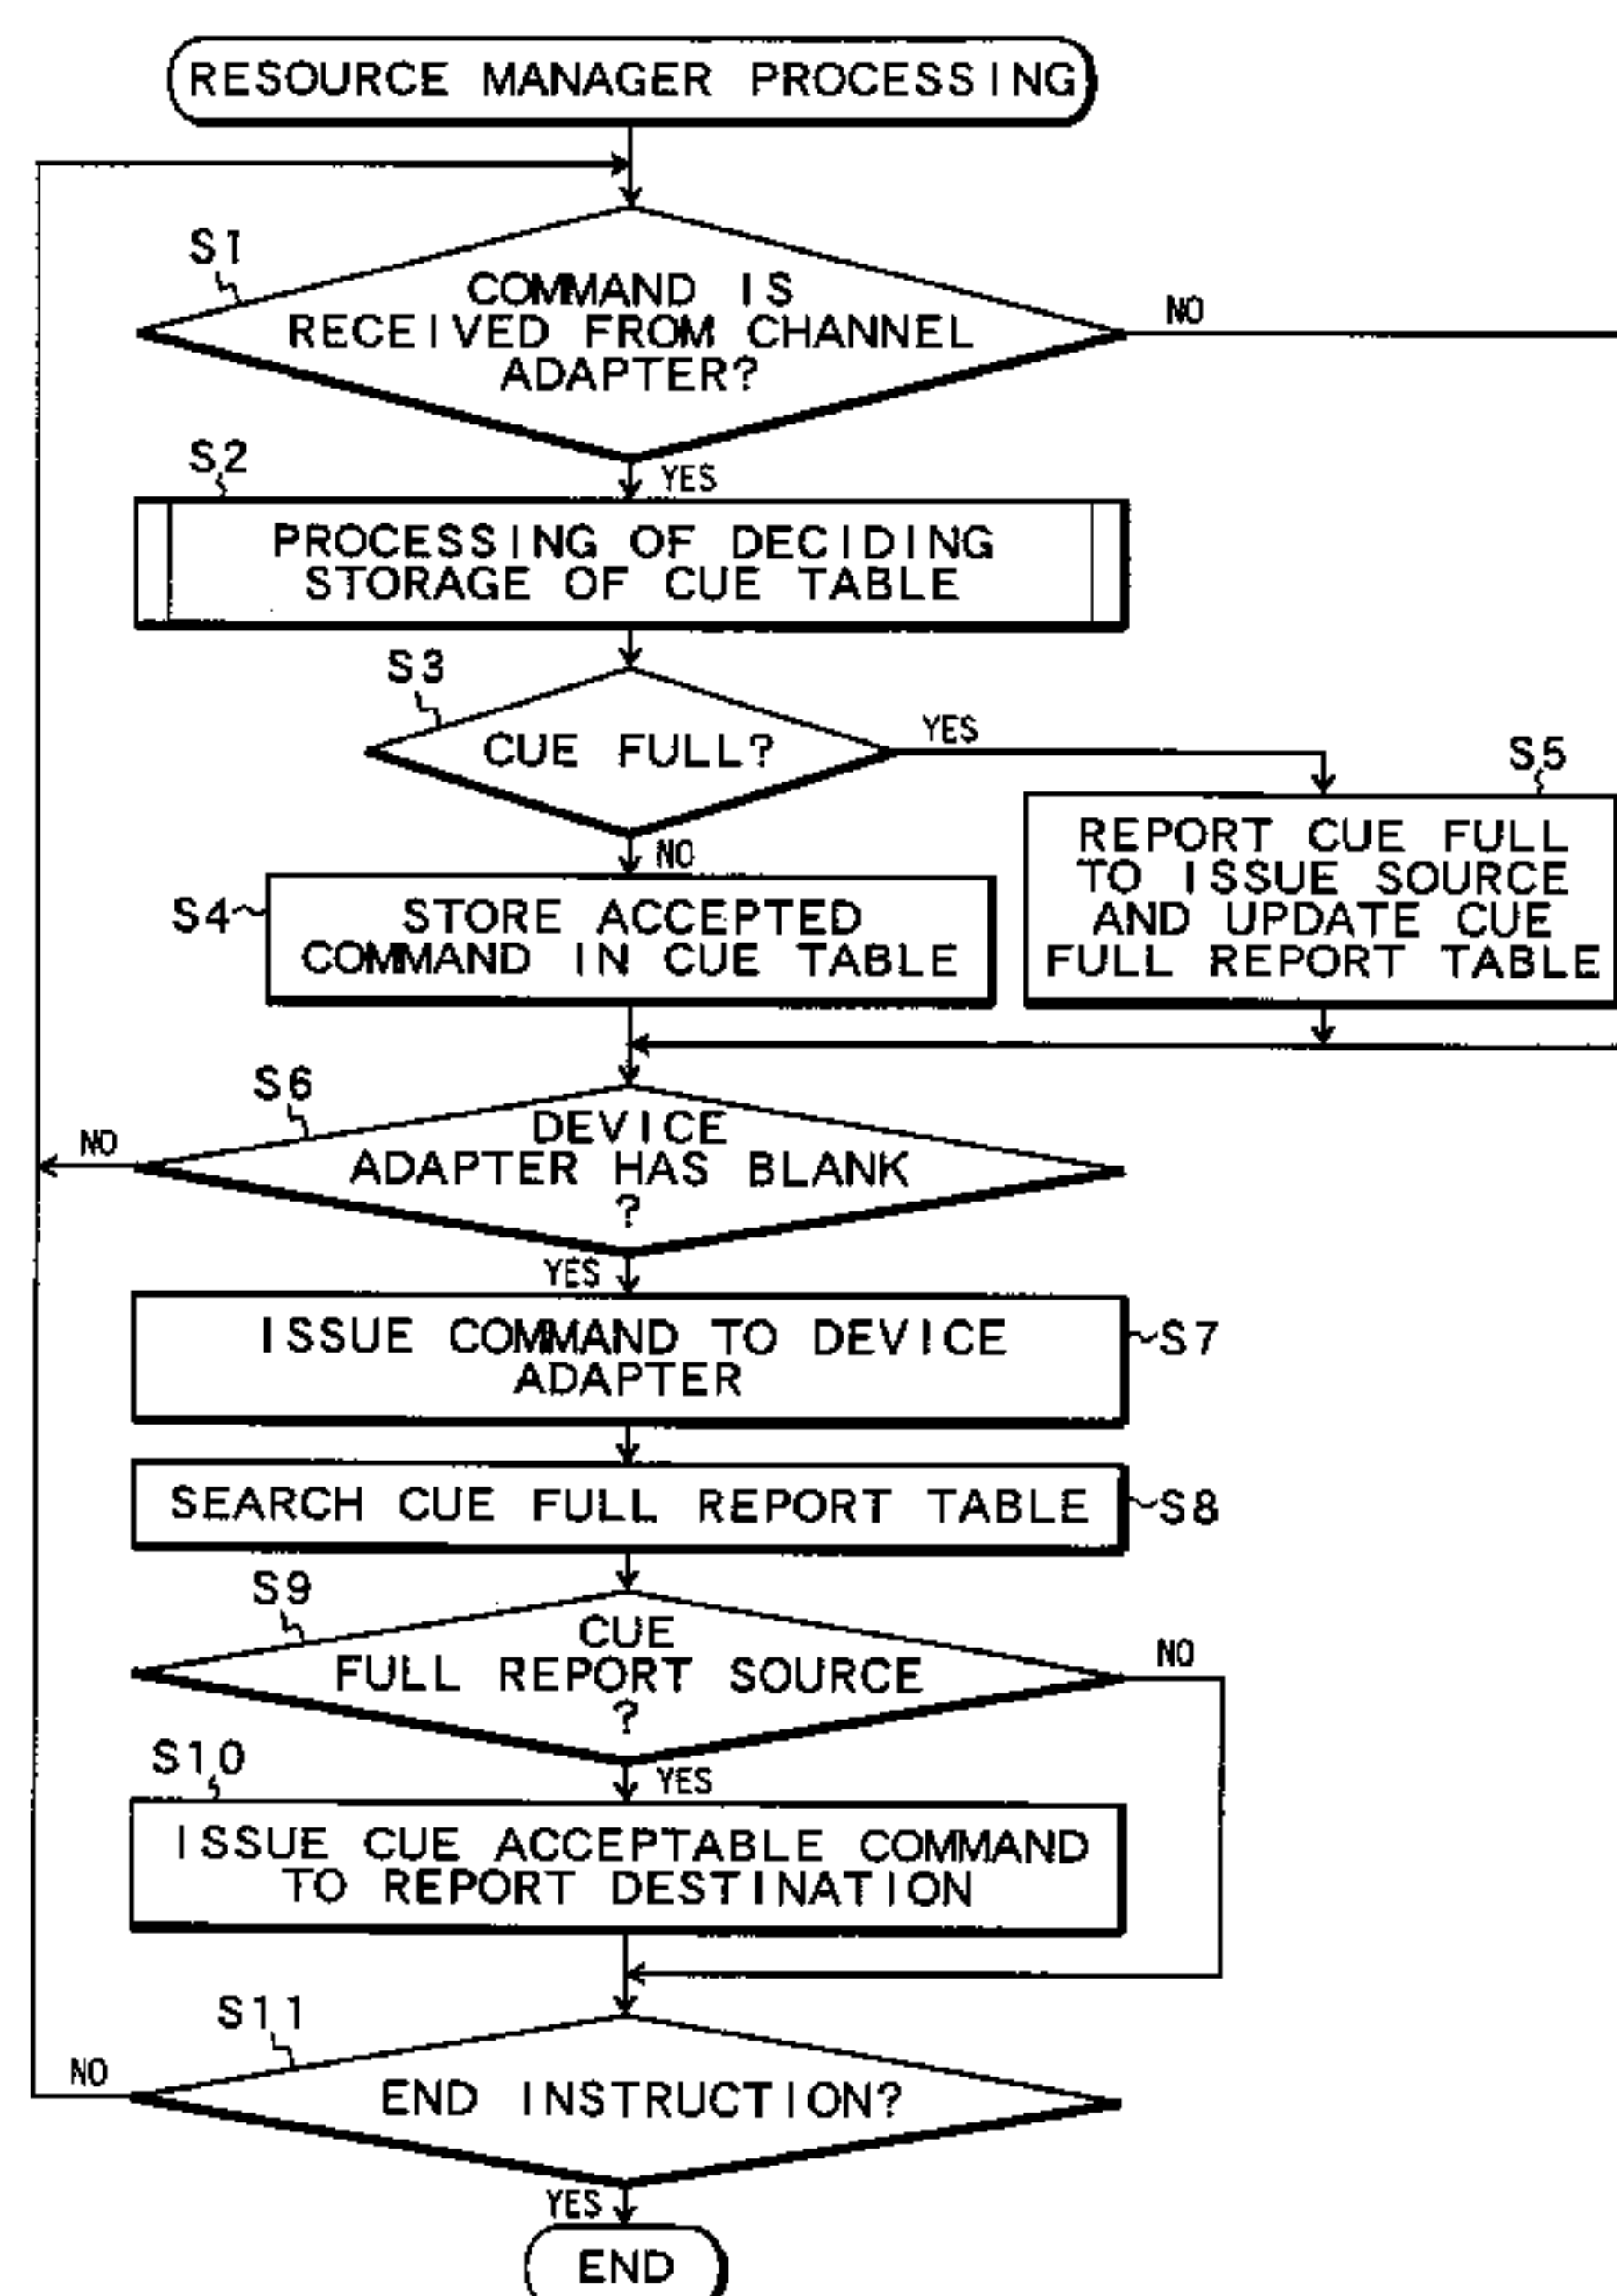 RESOURCE MANAGER PROCESSING
S1
COMMAND IS
RECEIVED FROM CHANNEL
ADAPTER?
NO
YES
S2
PROCESSING OF DECIDING
STORAGE OF CUE TABLE
S3
CUE FULL?
YES
NO
S5
REPORT CUE FULL
TO ISSUE SOURCE
AND UPDATE CUE
FULL REPORT TABLE
S4
STORE ACCEPTED
COMMAND IN CUE TABLE
S6
DEVICE
ADAPTER HAS BLANK
?
NO
YES
ISSUE COMMAND TO DEVICE
ADAPTER
S7
SEARCH CUE FULL REPORT TABLE
S8
S9
CUE
FULL REPORT SOURCE
?
NO
YES
S10
ISSUE CUE ACCEPTABLE COMMAND
TO REPORT DESTINATION
S11
END INSTRUCTION?
NO
YES
END